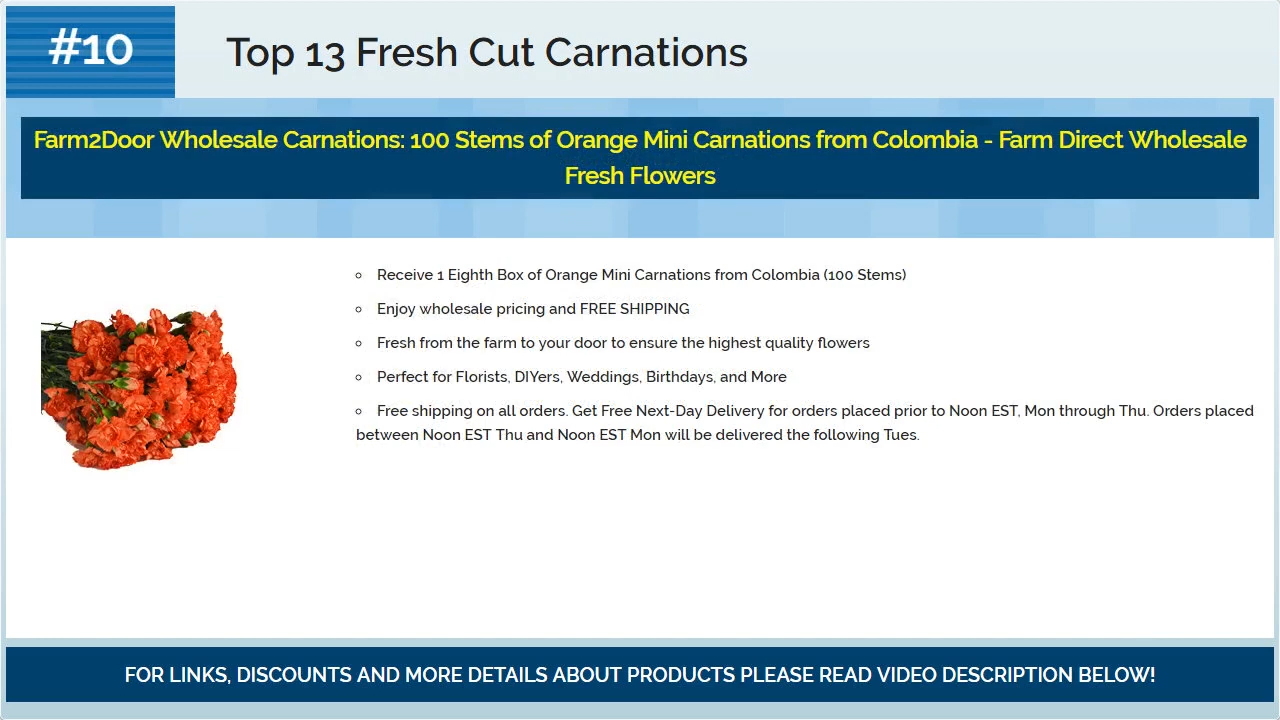 #10
Top 13 Fresh Cut Carnations
Farm2Door Wholesale Carnations: 100 Stems of Orange Mini Carnations from Colombia - Farm Direct Wholesale
Fresh Flowers
Receive 1 Eighth Box of Orange Mini Carnations from Colombia (100 Stems)
Enjoy wholesale pricing and FREE SHIPPING
Fresh from the farm to your door to ensure the highest quality flowers
Perfect for Florists, DIYers, Weddings, Birthdays, and More
Free shipping on all orders. Get Free Next-Day Delivery for orders placed prior to Noon EST, Mon through Thu. Orders placed
between Noon EST Thu and Noon EST Mon will be delivered the following Tues.
FOR LINKS, DISCOUNTS AND MORE DETAILS ABOUT PRODUCTS PLEASE READ VIDEO DESCRIPTION BELOW!